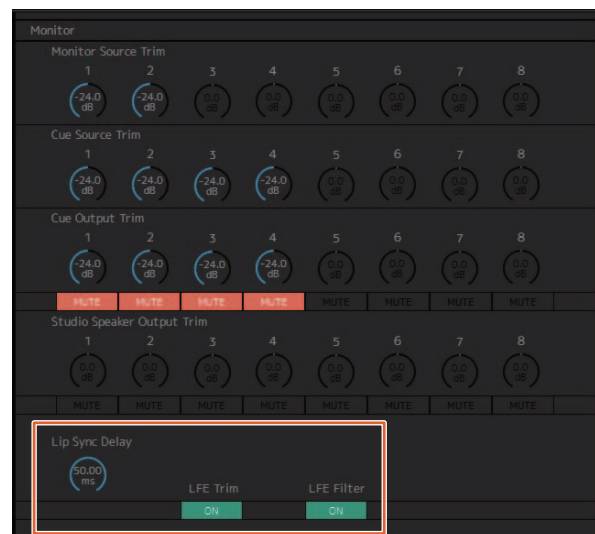 Monitor
Monitor Source Trim
1 2 3 4 5 6 7 8
-24.0 dB -24.0 dB 0.0 dB 0.0 dB 0.0 dB 0.0 dB 0.0 dB 0.0 dB
Cue Source Trim
1 2 3 4 5 6 7 8
-24.0 dB -24.0 dB -24.0 dB -24.0 dB 0.0 dB 0.0 dB 0.0 dB 0.0 dB
Cue Output Trim
1 2 3 4 5 6 7 8
-24.0 dB -24.0 dB -24.0 dB -24.0 dB 0.0 dB 0.0 dB 0.0 dB 0.0 dB
MUTE MUTE MUTE MUTE MUTE MUTE MUTE MUTE
Studio Speaker Output Trim
1 2 3 4 5 6 7 8
0.0 dB 0.0 dB 0.0 dB 0.0 dB 0.0 dB 0.0 dB 0.0 dB 0.0 dB
MUTE MUTE MUTE MUTE MUTE MUTE MUTE MUTE
Lip Sync Delay
50.00 ms
LFE Trim LFE Filter
ON ON